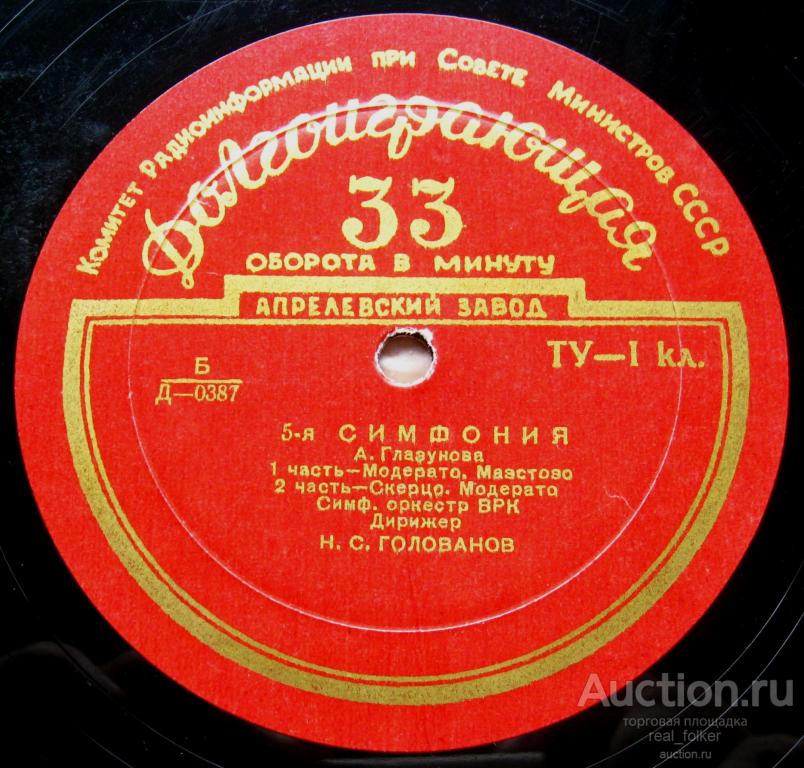 Комитет Радиоинформации при Совете Министров СССР
Долгоиграющая
33
ОБОРОТА В МИНУТУ
АПРЕЛЕВСКИЙ ЗАВОД
ТУ—I кл.
Б
Д—0387
5-я СИМФОНИЯ
А. Глазунова
1 часть—Модерато, Маэстозо
2 часть—Скерцо. Модерато
Симф. оркестр ВРК
Дирижер
Н. С. ГОЛОВАНОВ
Auction.ru
торговая площадка
real_folker
auction.ru